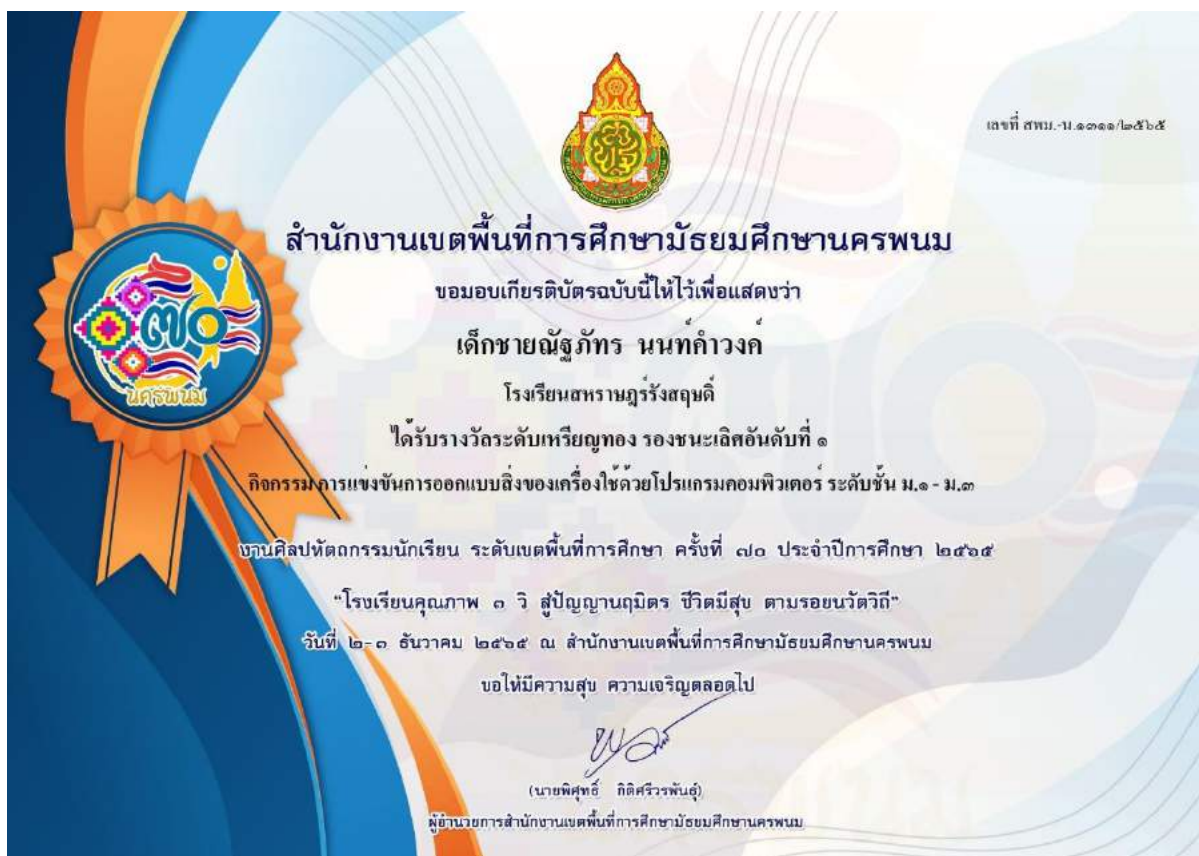 เลขที่ สพม.-น.๑๓๑๑/๒๕๖๕
สำนักงานเขตพื้นที่การศึกษามัธยมศึกษานครพนม
ขอมอบเกียรติบัตรฉบับนี้ให้ไว้เพื่อแสดงว่า
เด็กชายณัฐภัทร นนท์คำวงค์
โรงเรียนสหราษฎร์รังสฤษดิ์
ได้รับรางวัลระดับเหรียญทอง รองชนะเลิศอันดับที่ ๑
กิจกรรม การแข่งขันการออกแบบสิ่งของเครื่องใช้ด้วยโปรแกรมคอมพิวเตอร์ ระดับชั้น ม.๑ - ม.๓
๗๐
นครพนม
งานศิลปหัตถกรรมนักเรียน ระดับเขตพื้นที่การศึกษา ครั้งที่ ๗๐ ประจำปีการศึกษา ๒๕๖๕
“โรงเรียนคุณภาพ ๓ วิ สู่ปัญญานฤมิตร ชีวิตมีสุข ตามรอยนวัตวิถี”
วันที่ ๒-๓ ธันวาคม ๒๕๖๕ ณ สำนักงานเขตพื้นที่การศึกษามัธยมศึกษานครพนม
ขอให้มีความสุข ความเจริญตลอดไป
(นายพิศุทธิ์ กิติศรีวรพันธุ์)
ผู้อำนวยการสำนักงานเขตพื้นที่การศึกษามัธยมศึกษานครพนม